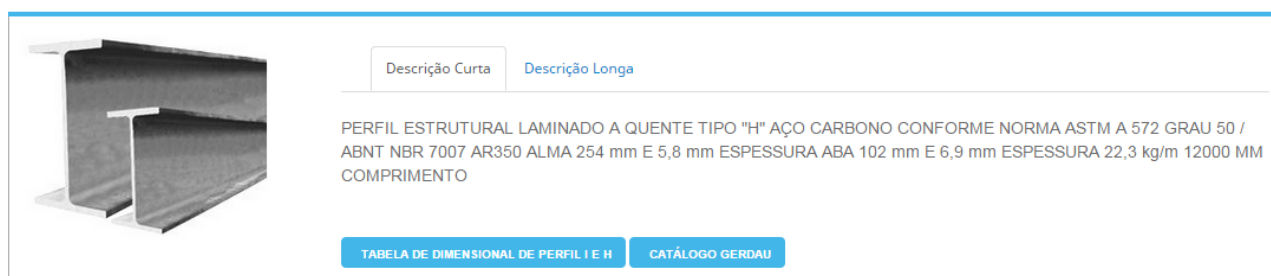 Descrição Curta
Descrição Longa
PERFIL ESTRUTURAL LAMINADO A QUENTE TIPO "H" AÇO CARBONO CONFORME NORMA ASTM A 572 GRAU 50 /
ABNT NBR 7007 AR350 ALMA 254 mm E 5,8 mm ESPESSURA ABA 102 mm E 6,9 mm ESPESSURA 22,3 kg/m 12000 MM
COMPRIMENTO
TABELA DE DIMENSIONAL DE PERFIL I E H
CATÁLOGO GERDAU